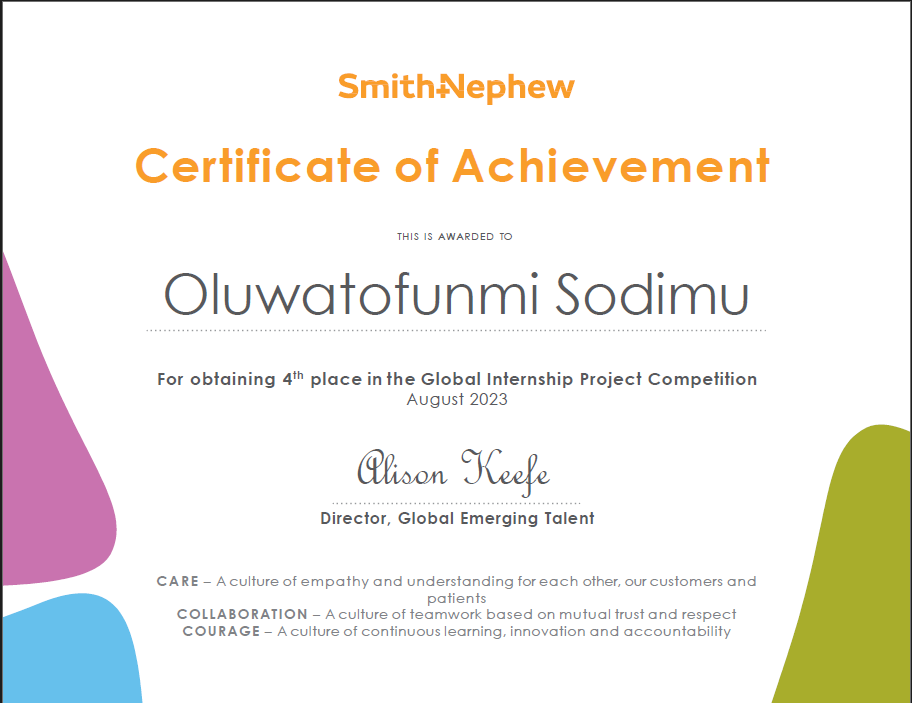 Smith+Nephew
Certificate of Achievement
THIS IS AWARDED TO
Oluwatofunmi Sodimu
For obtaining 4th place in the Global Internship Project Competition
August 2023
Alison Keefe
Director, Global Emerging Talent
CARE – A culture of empathy and understanding for each other, our customers and
patients
COLLABORATION – A culture of teamwork based on mutual trust and respect
COURAGE – A culture of continuous learning, innovation and accountability